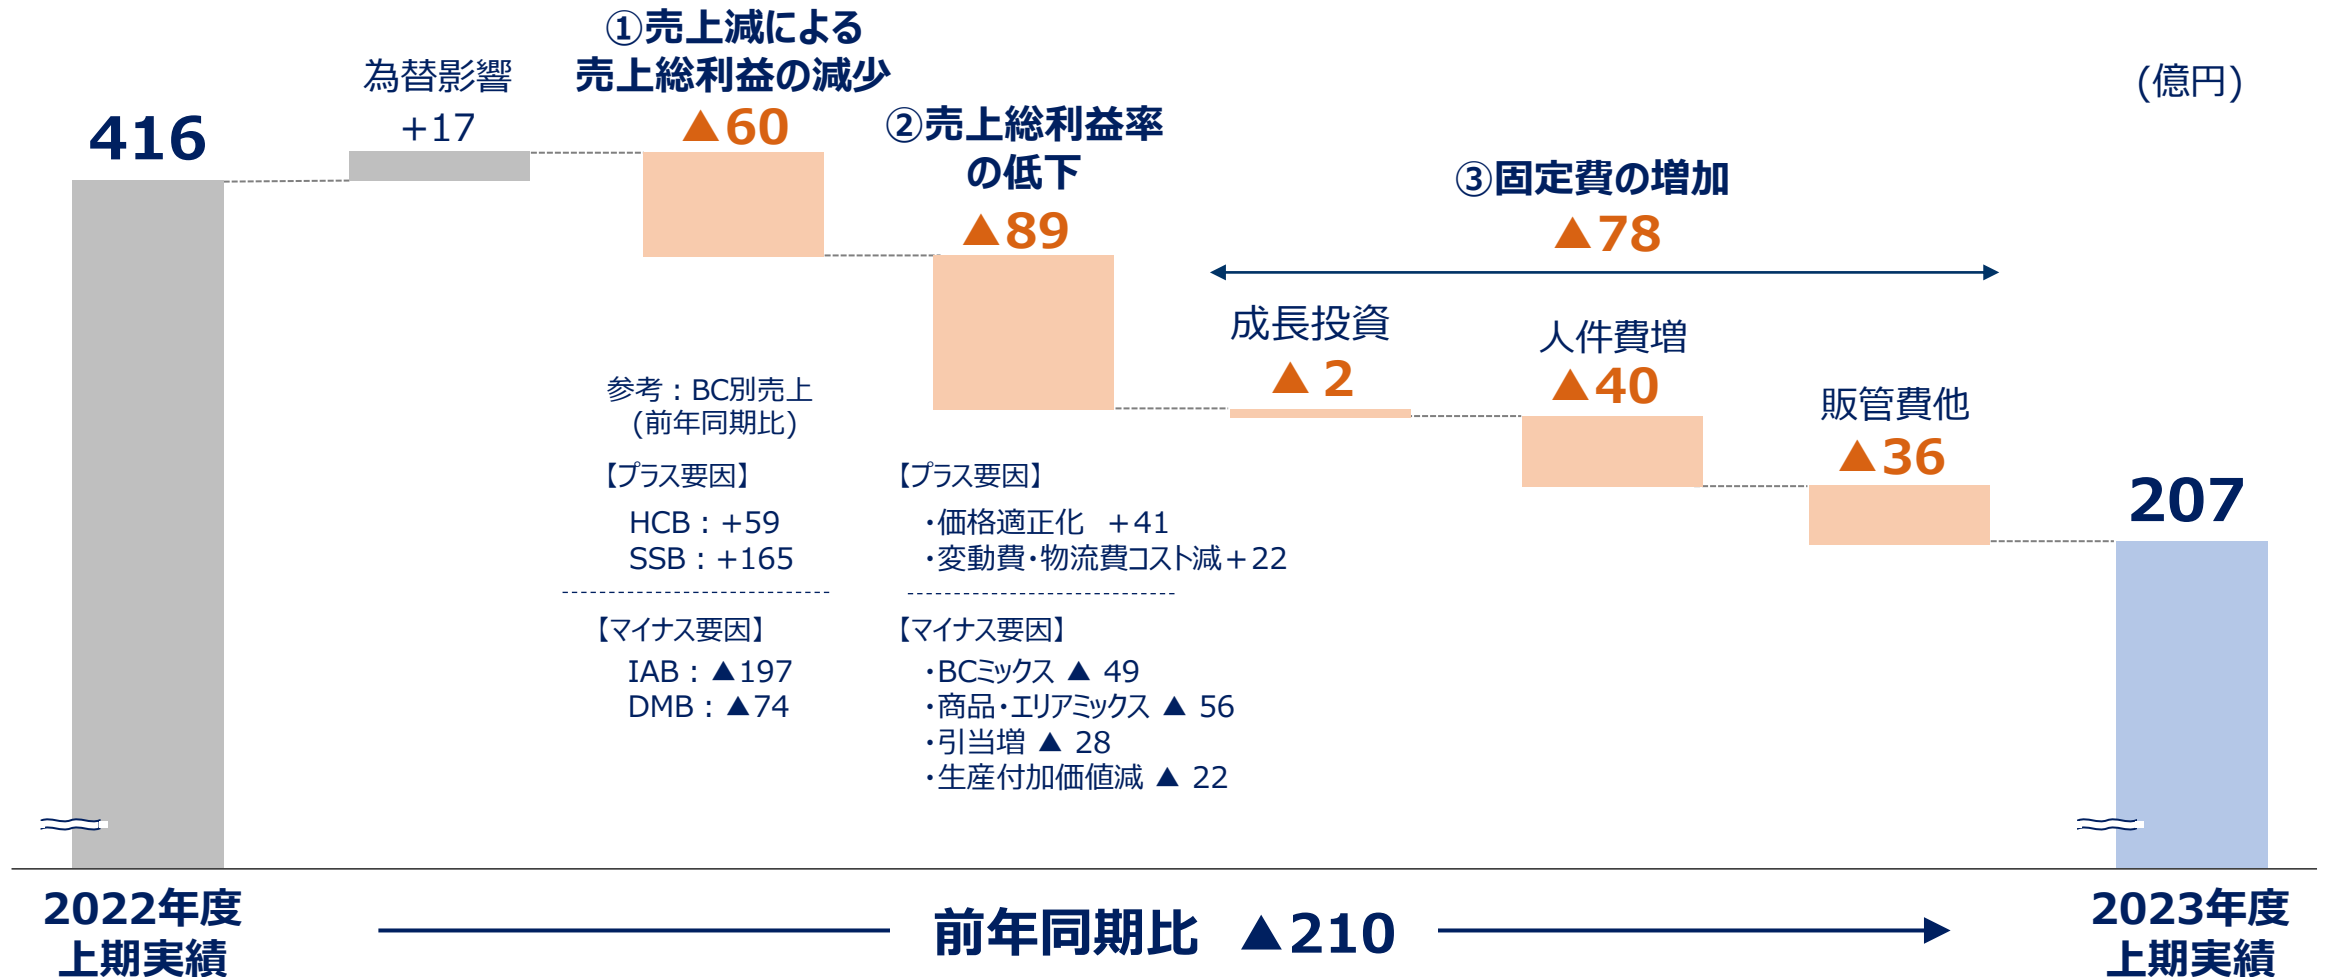 (億円)
416
為替影響
+17
①売上減による
売上総利益の減少
▲60
②売上総利益率
の低下
▲89
③固定費の増加
▲78
成長投資
▲ 2
人件費増
▲40
販管費他
▲36
207
参考：BC別売上
(前年同期比)
【プラス要因】
HCB：+59
SSB：+165
【マイナス要因】
IAB：▲197
DMB：▲74
【プラス要因】
・価格適正化　+41
・変動費・物流費コスト減+22
【マイナス要因】
・BCミックス ▲ 49
・商品・エリアミックス ▲ 56
・引当増 ▲ 28
・生産付加価値減 ▲ 22
2022年度
上期実績
前年同期比　▲210
2023年度
上期実績